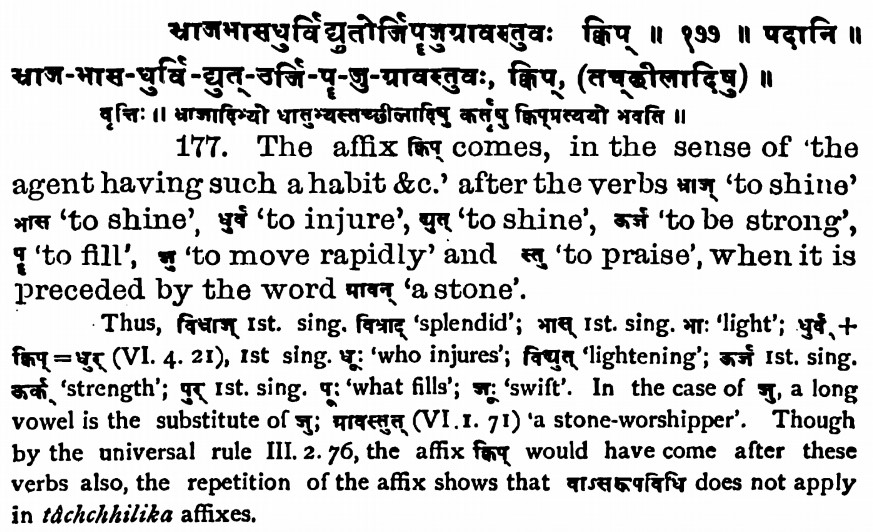 भ्राजभासधुर्विद्युतोर्जिपॄजुग्रावस्तुवः क्विप् ॥ १७७ ॥ पदानि ॥
भ्राज-भास-धुर्वि-द्युत्-उर्जि-पॄ-जु-ग्रावस्तुवः, क्विप्, (तच्छीलादिषु) ॥
वृत्तिः ॥ भ्राजादिभ्यो धातुभ्यस्तच्छीलादिषु कर्तृषु क्विप्प्रत्ययो भवति ॥
177. The affix क्विप् comes, in the sense of 'the
agent having such a habit &c.' after the verbs भ्राज् 'to shine'
भास 'to shine', धुर्व 'to injure', द्युत् 'to shine', ऊर्ज 'to be strong',
पॄ 'to fill', जु 'to move rapidly' and स्तु 'to praise', when it is
preceded by the word ग्रावन् 'a stone'.
Thus, विभ्राज् 1st. sing. विभ्राट् 'splendid'; भास् 1st. sing. भाः 'light'; धुर्व् +
क्विप् = धुर् (VI. 4. 21), 1st sing. धूः 'who injures'; विद्युत् 'lightening'; ऊर्ज 1st. sing.
ऊर्क् 'strength'; पुर् 1st. sing. पूः 'what fills'; जूः 'swift'. In the case of जु, a long
vowel is the substitute of जु; ग्रावस्तुत् (VI. 1. 71) 'a stone-worshipper'. Though
by the universal rule III. 2. 76, the affix क्विप् would have come after these
verbs also, the repetition of the affix shows that वाऽसरूपविधि does not apply
in tâchchhilika affixes.